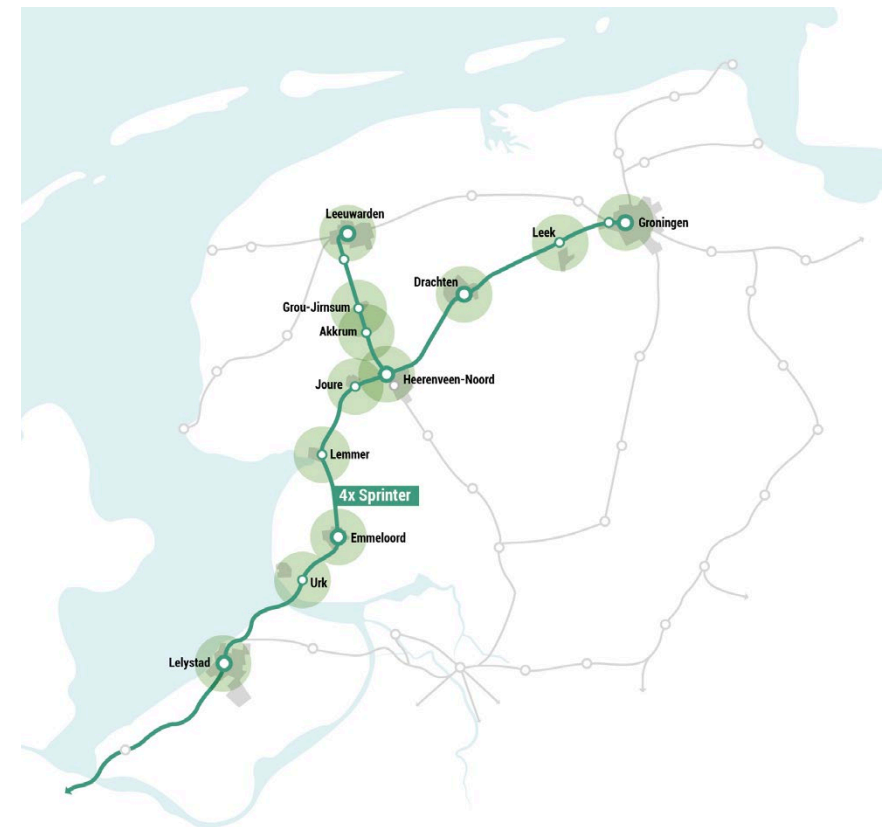 Leeuwarden
Groningen
Leek
Drachten
Grou-Jirnsum
Akkrum
Heerenveen-Noord
Joure
Lemmer
4x Sprinter
Emmeloord
Urk
Lelystad